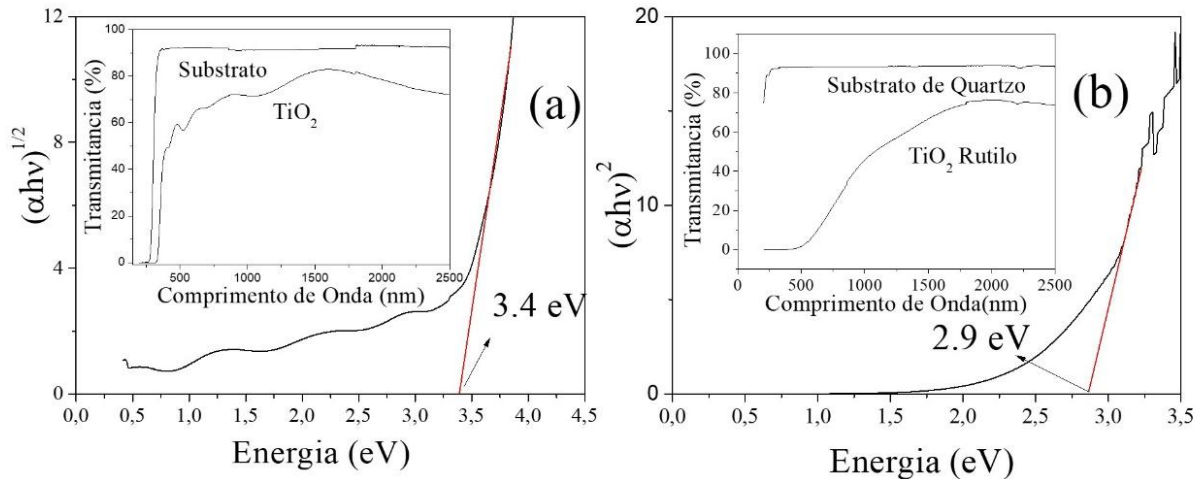 (a)
(αhν)^1/2
12
8
4
0
0,0 0,5 1,0 1,5 2,0 2,5 3,0 3,5 4,0 4,5
Energia (eV)
3.4 eV
Transmitancia (%)
100
80
60
40
20
0
500 1000 1500 2000 2500
Comprimento de Onda (nm)
Substrato
TiO₂
(b)
(αhν)²
20
10
0
0,0 0,5 1,0 1,5 2,0 2,5 3,0 3,5
Energia (eV)
2.9 eV
Transmitancia (%)
100
80
60
40
20
0
0 500 1000 1500 2000 2500
Comprimento de Onda(nm)
Substrato de Quartzo
TiO₂ Rutilo